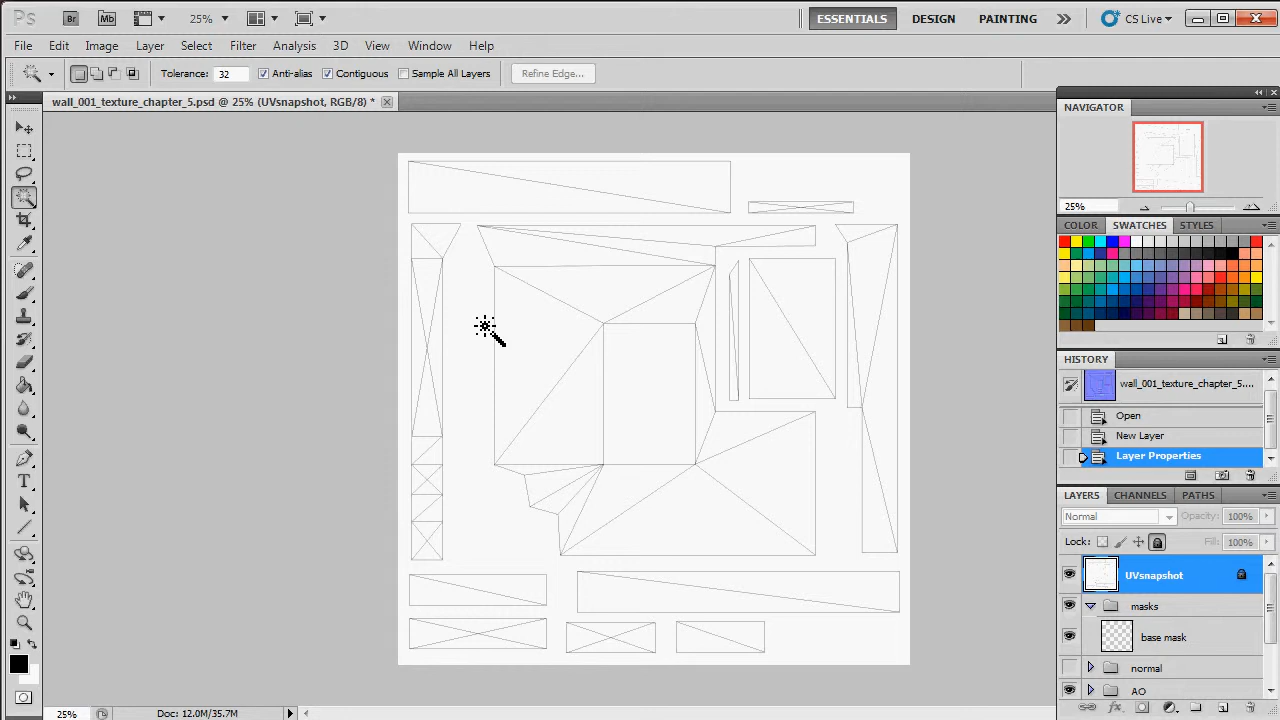 Ps Br Mb 25% ESSENTIALS DESIGN PAINTING CS Live
File Edit Image Layer Select Filter Analysis 3D View Window Help
Tolerance: 32 Anti-alias Contiguous Sample All Layers Refine Edge...
wall_001_texture_chapter_5.psd @ 25% (UVsnapshot, RGB/8) *
NAVIGATOR
25%
COLOR SWATCHES STYLES
HISTORY
wall_001_texture_chapter_5....
Open
New Layer
Layer Properties
LAYERS CHANNELS PATHS
Normal Opacity: 100%
Lock: Fill: 100%
UVsnapshot
masks
base mask
normal
AO
25% Doc: 12.0M/35.7M